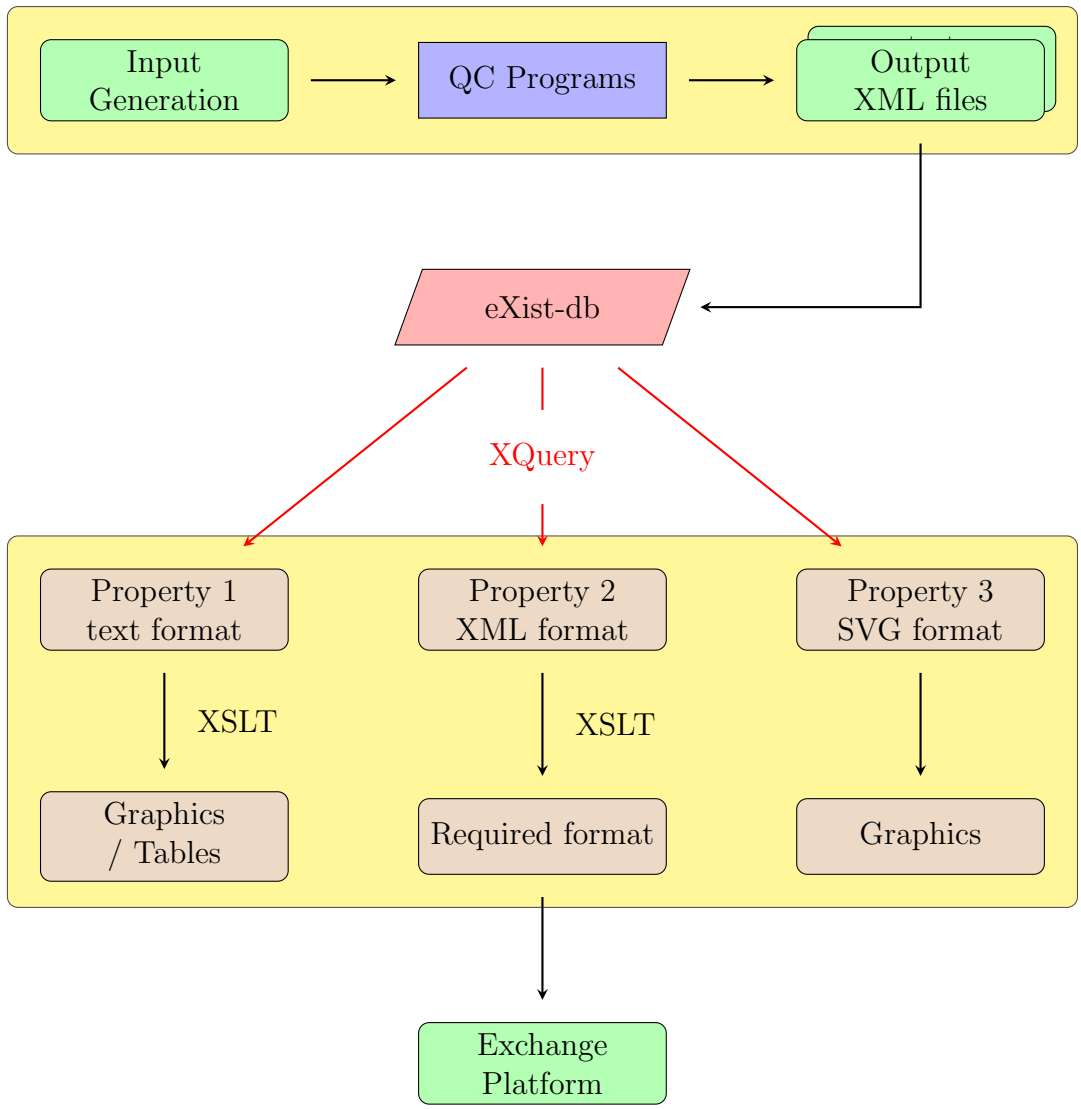 Input
Generation
QC Programs
Output
XML files
eXist-db
XQuery
Property 1
text format
Property 2
XML format
Property 3
SVG format
XSLT
XSLT
Graphics
/ Tables
Required format
Graphics
Exchange
Platform